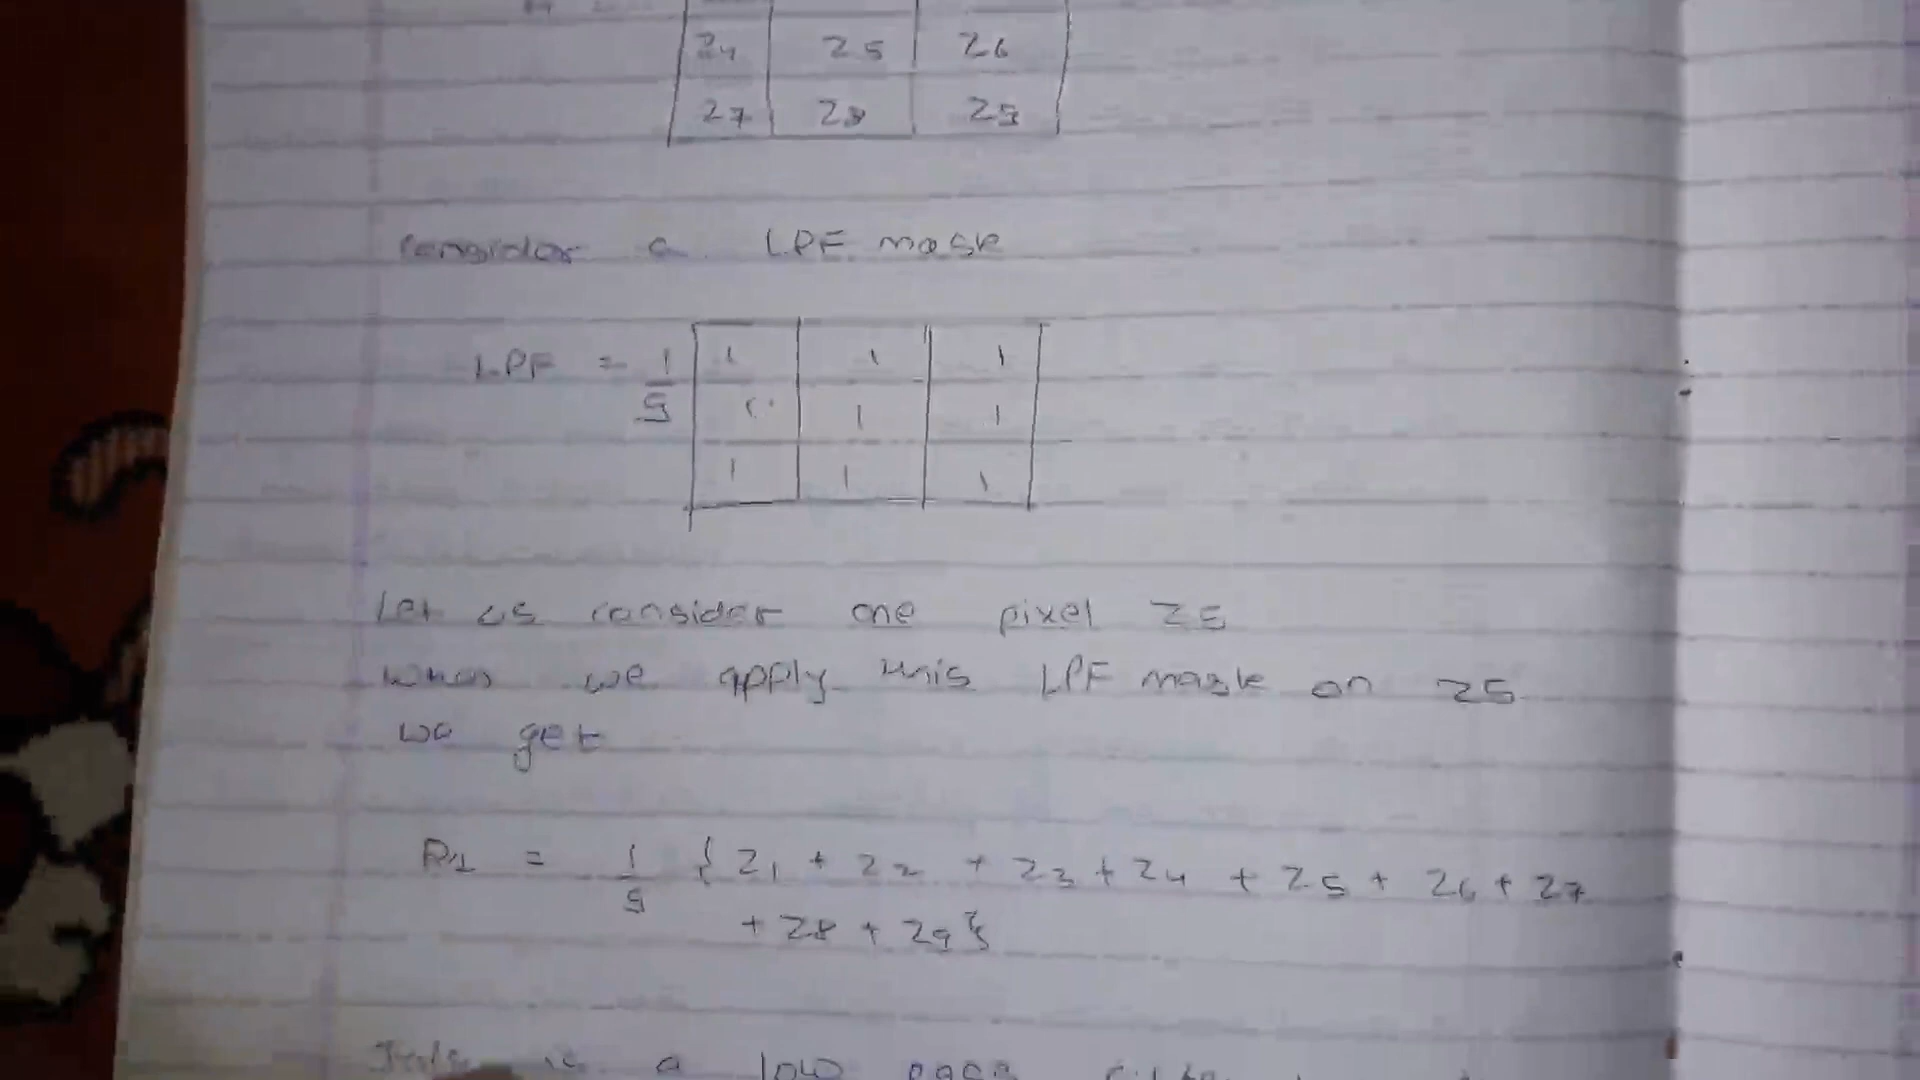 Z4 Z5 Z6
Z7 Z8 Z9
consider a LPF mask
LPF = 1/9
1 1 1
1 1 1
1 1 1
Let us consider one pixel Z5
when we apply this LPF mask on Z5
we get
R1 = 1/9 { Z1 + Z2 + Z3 + Z4 + Z5 + Z6 + Z7
+ Z8 + Z9 }
is a low pass